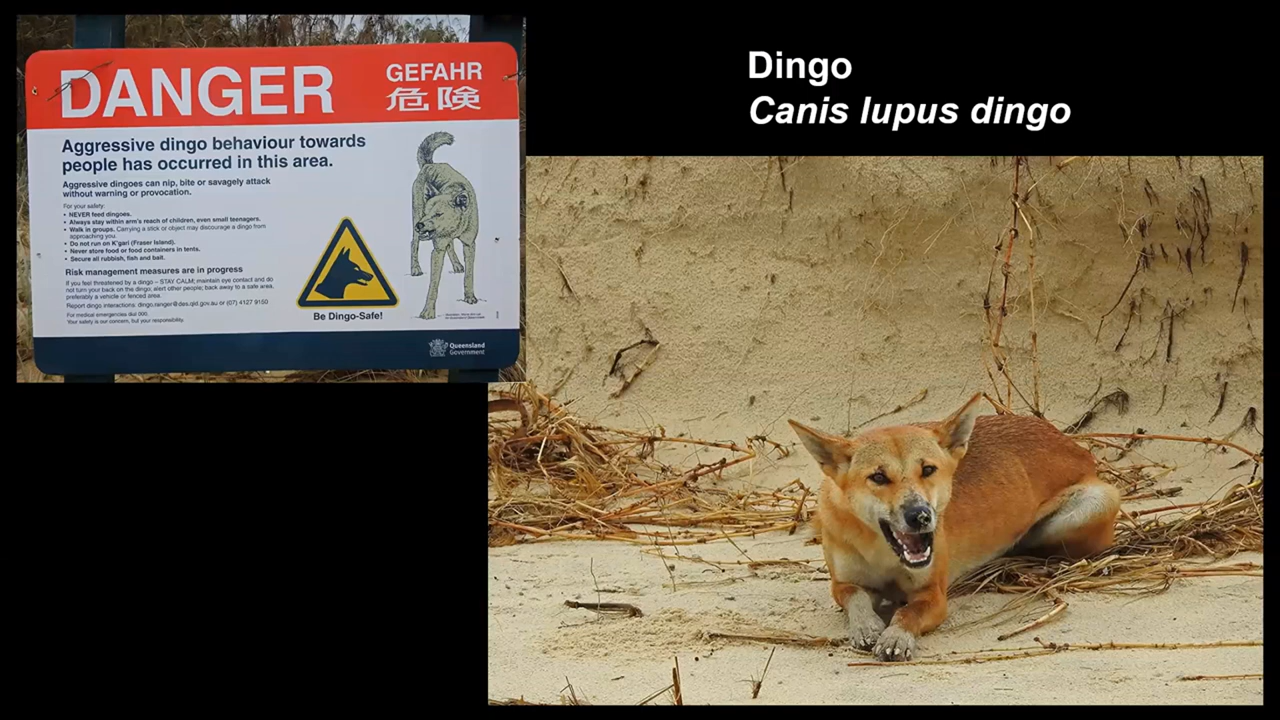 DANGER
GEFAHR
危険
Aggressive dingo behaviour towards
people has occurred in this area.
Aggressive dingoes can nip, bite or savagely attack
without warning or provocation.
For your safety:
• NEVER feed dingoes.
• Always stay within arm's reach of children, even small teenagers.
• Walk in groups. Carrying a stick or object may discourage a dingo from
approaching you.
• Do not run on K'gari (Fraser Island).
• Never store food or food containers in tents.
• Secure all rubbish, fish and bait.
Risk management measures are in progress
If you feel threatened by a dingo – STAY CALM; maintain eye contact and do
not turn your back on the dingo; alert other people; back away to a safe area,
preferably a vehicle or fenced area.
Report dingo interactions: dingo.ranger@des.qld.gov.au or (07) 4127 9150
For medical emergencies dial 000.
Your safety is our concern, but your responsibility.
Be Dingo-Safe!
Queensland
Government
Dingo
Canis lupus dingo